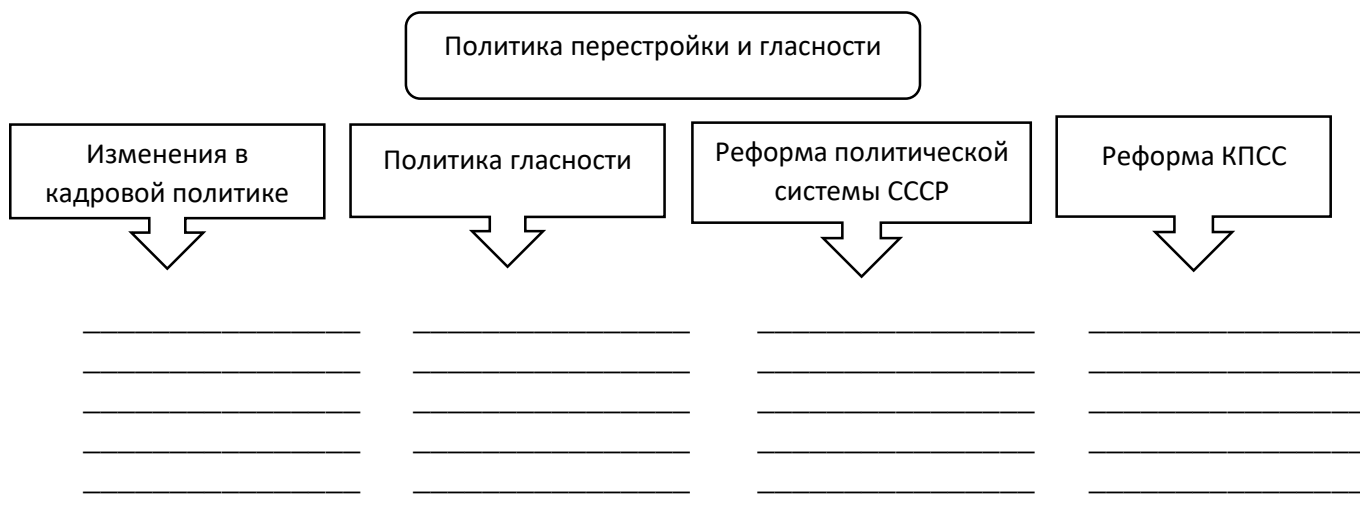 Политика перестройки и гласности
Изменения в
кадровой политике
Политика гласности
Реформа политической
системы СССР
Реформа КПСС